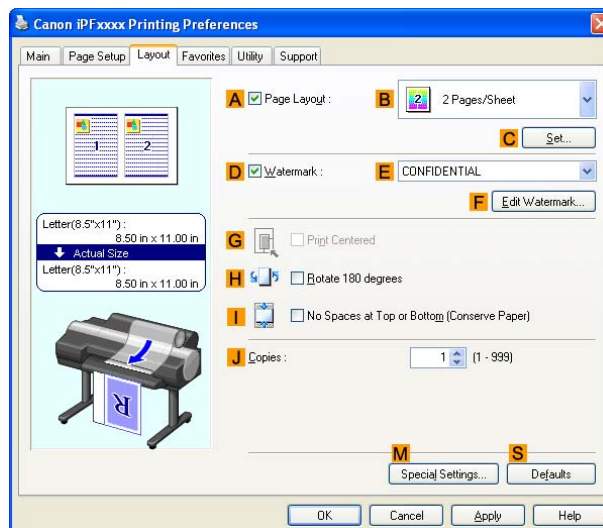 Canon iPFxxxx Printing Preferences
Main Page Setup Layout Favorites Utility Support
1 2
Letter(8.5"x11") :
8.50 in x 11.00 in
Actual Size
Letter(8.5"x11") :
8.50 in x 11.00 in
R
A Page Layout : B 2 2 Pages/Sheet
C Set...
D Watermark : E CONFIDENTIAL
F Edit Watermark...
G Print Centered
H Rotate 180 degrees
I No Spaces at Top or Bottom (Conserve Paper)
J Copies : 1 (1 - 999)
M S
Special Settings... Defaults
OK Cancel Apply Help